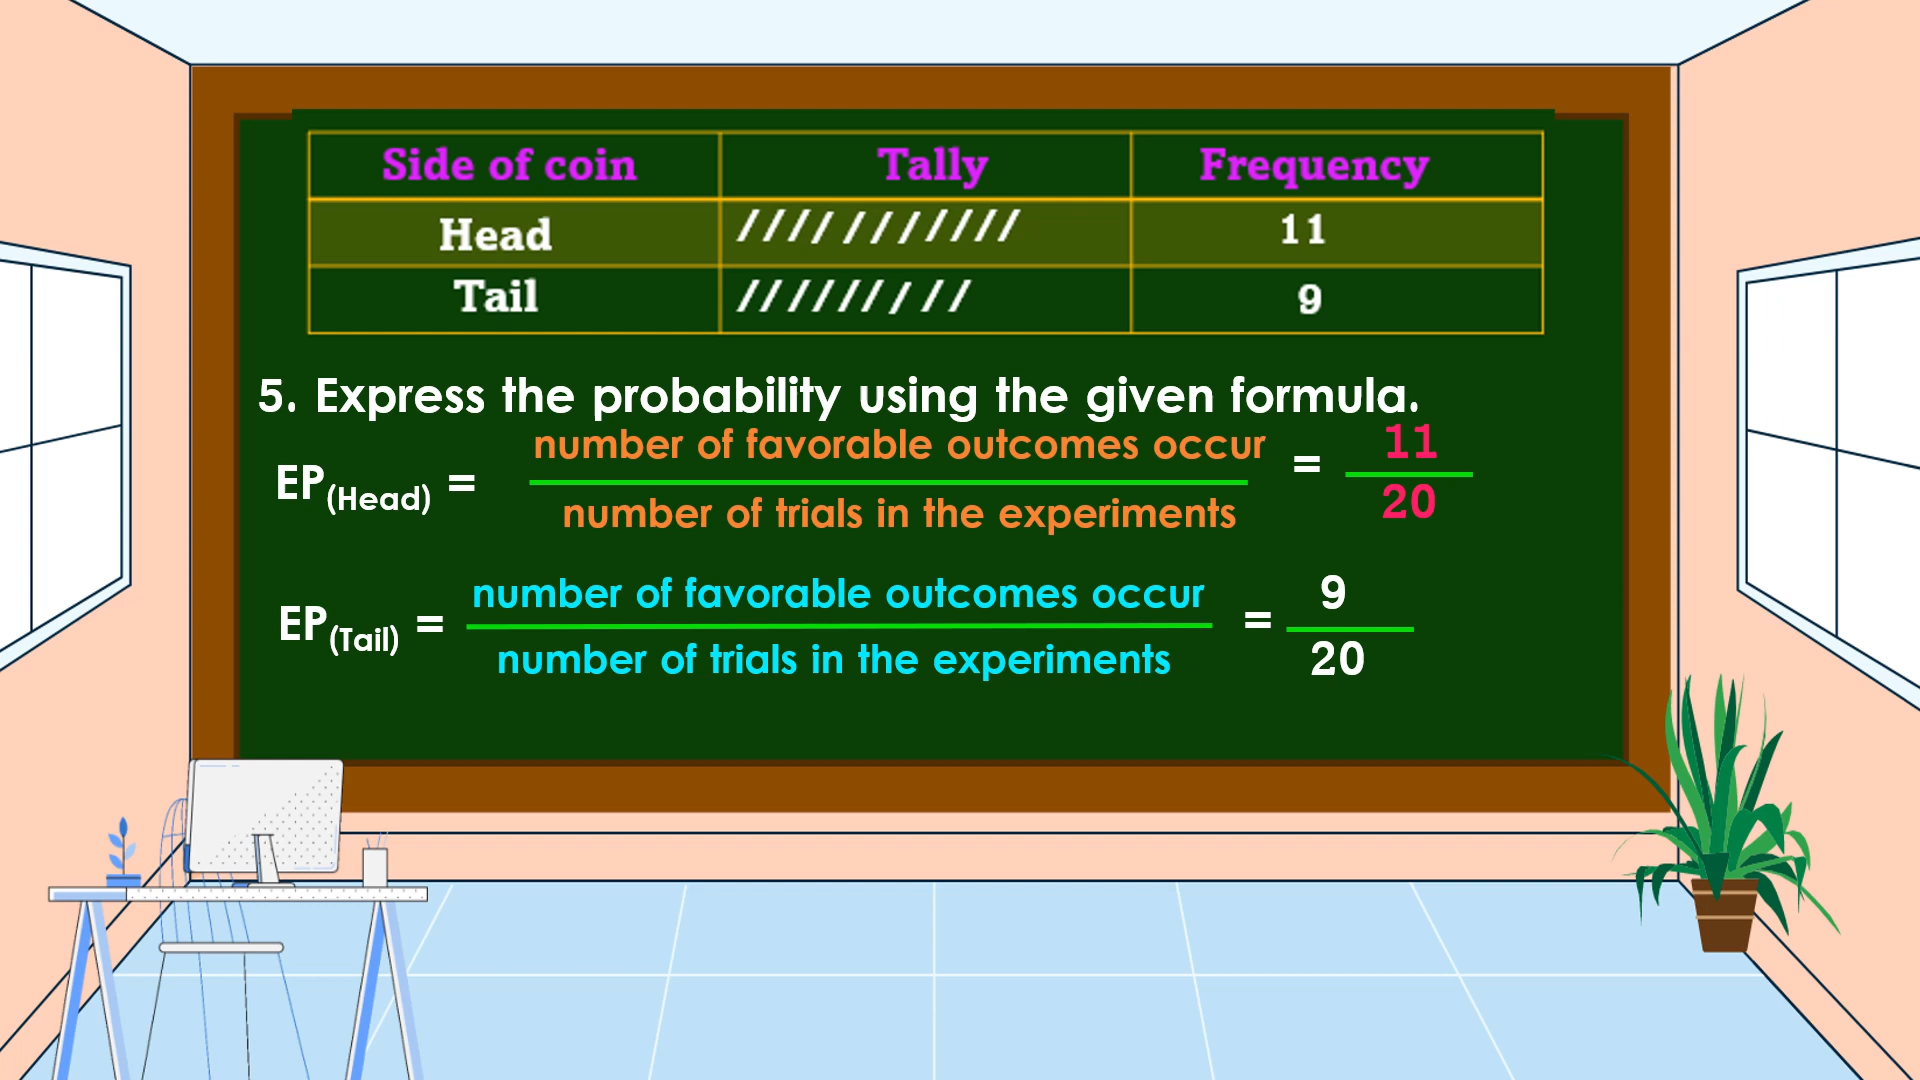 Side of coin Tally Frequency
Head /////////// 11
Tail ///////// 9
5. Express the probability using the given formula.
number of favorable outcomes occur
EP(Head) = = 11
number of trials in the experiments 20
number of favorable outcomes occur 9
EP(Tail) = =
number of trials in the experiments 20